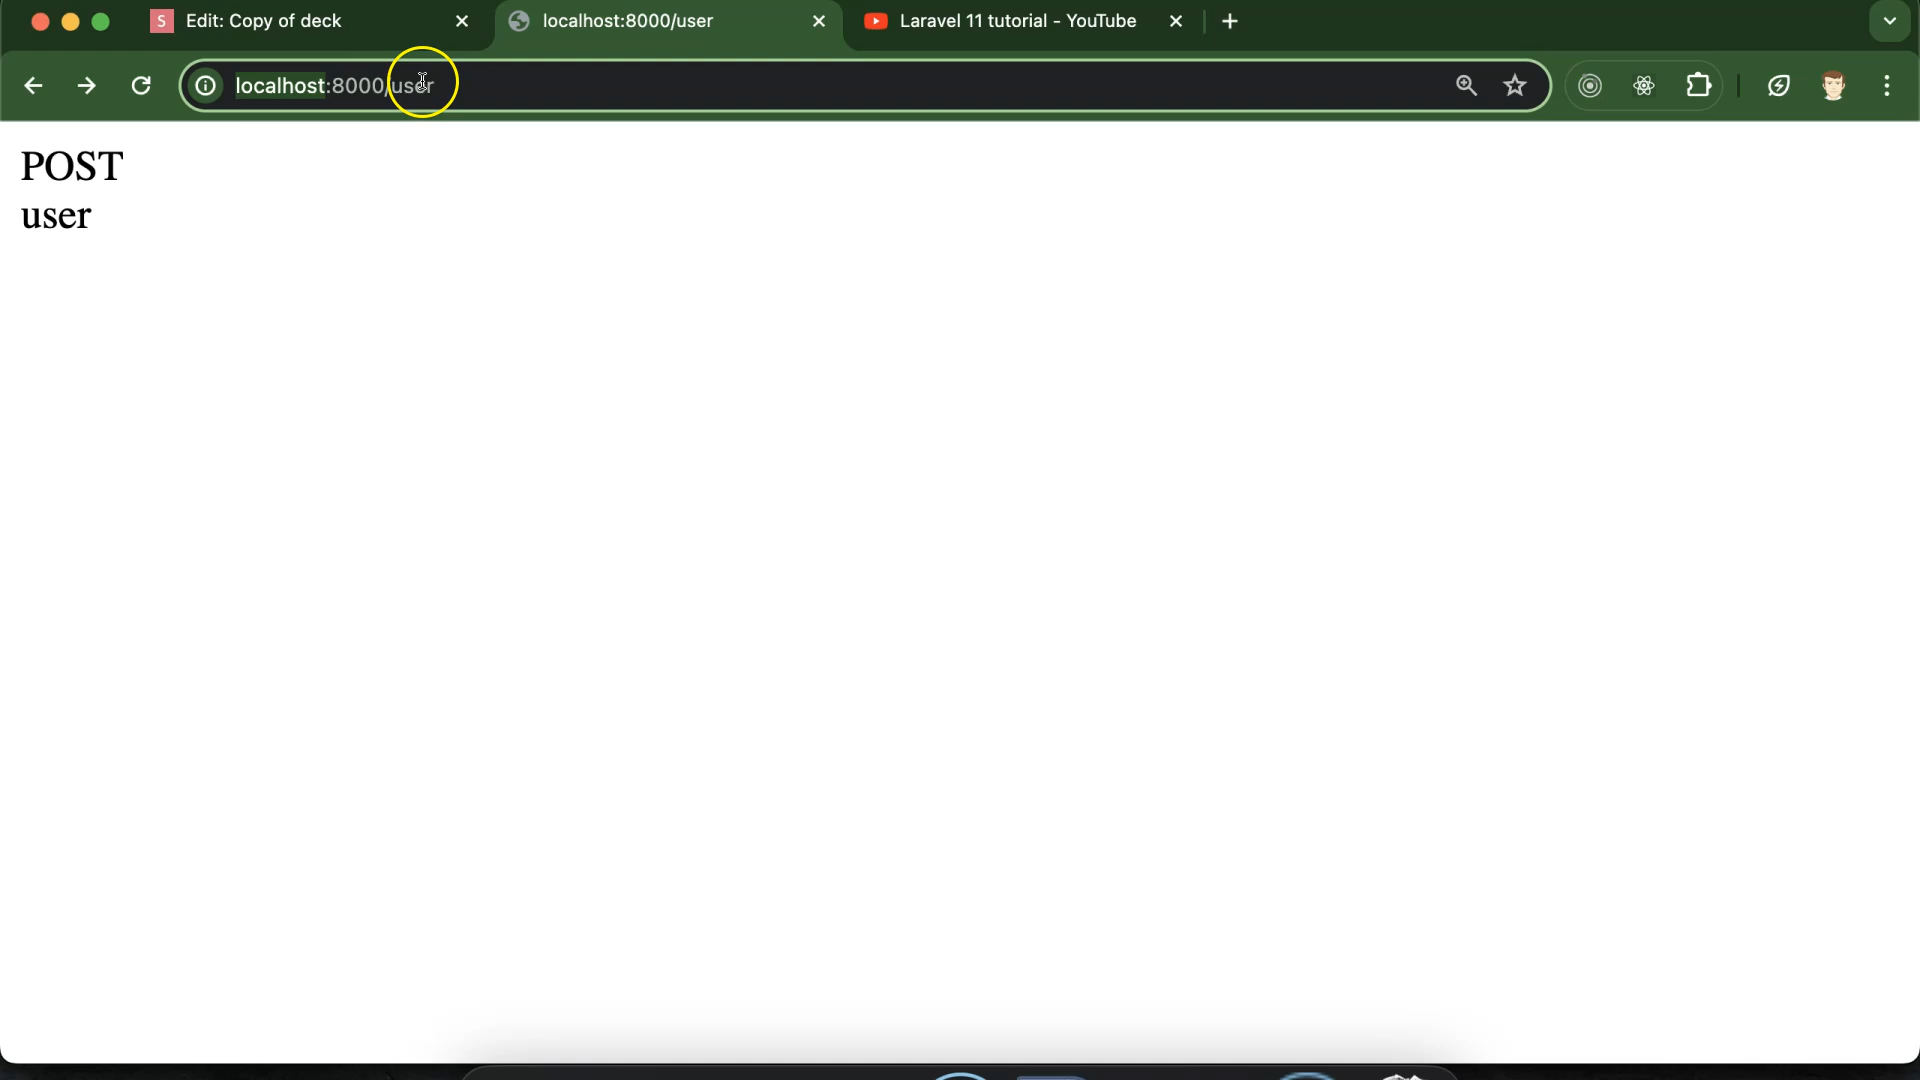 S Edit: Copy of deck
localhost:8000/user
Laravel 11 tutorial - YouTube
localhost:8000/user
POST
user